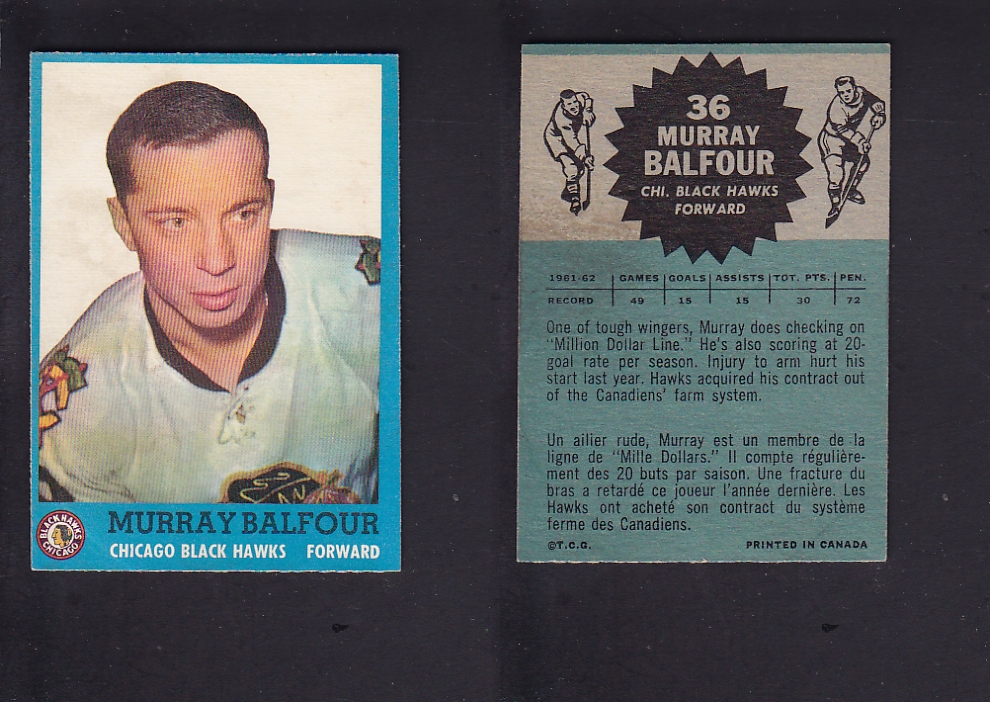 BLACK HAWKS
CHICAGO
MURRAY BALFOUR
CHICAGO BLACK HAWKS FORWARD
36
MURRAY
BALFOUR
CHI. BLACK HAWKS
FORWARD
1961-62 GAMES GOALS ASSISTS TOT. PTS. PEN.
RECORD 49 15 15 30 72
One of tough wingers, Murray does checking on
"Million Dollar Line." He's also scoring at 20-
goal rate per season. Injury to arm hurt his
start last year. Hawks acquired his contract out
of the Canadiens' farm system.
Un ailier rude, Murray est un membre de la
ligne de "Mille Dollars." Il compte régulière-
ment des 20 buts par saison. Une fracture du
bras a retardé ce joueur l'année dernière. Les
Hawks ont acheté son contract du système
ferme des Canadiens.
©T.C.G. PRINTED IN CANADA